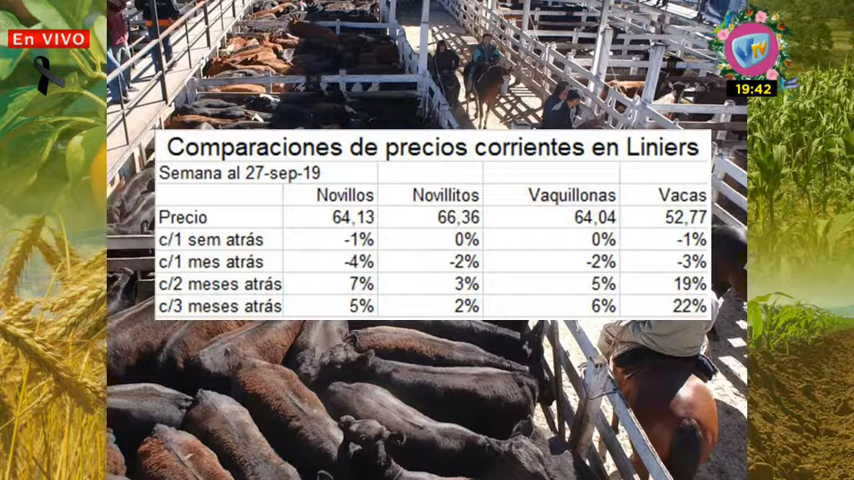 En VIVO
VTV
19:42
Comparaciones de precios corrientes en Liniers
Semana al 27-sep-19
Novillos Novillitos Vaquillonas Vacas
Precio 64,13 66,36 64,04 52,77
c/1 sem atrás -1% 0% 0% -1%
c/1 mes atrás -4% -2% -2% -3%
c/2 meses atrás 7% 3% 5% 19%
c/3 meses atrás 5% 2% 6% 22%